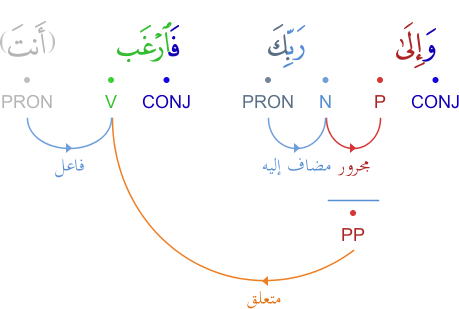 وَإِلَىٰ رَبِّكَ فَٱرْغَب (أَنتَ)
CONJ P N PRON CONJ V PRON
مجرور مضاف إليه فاعل
PP
متعلق